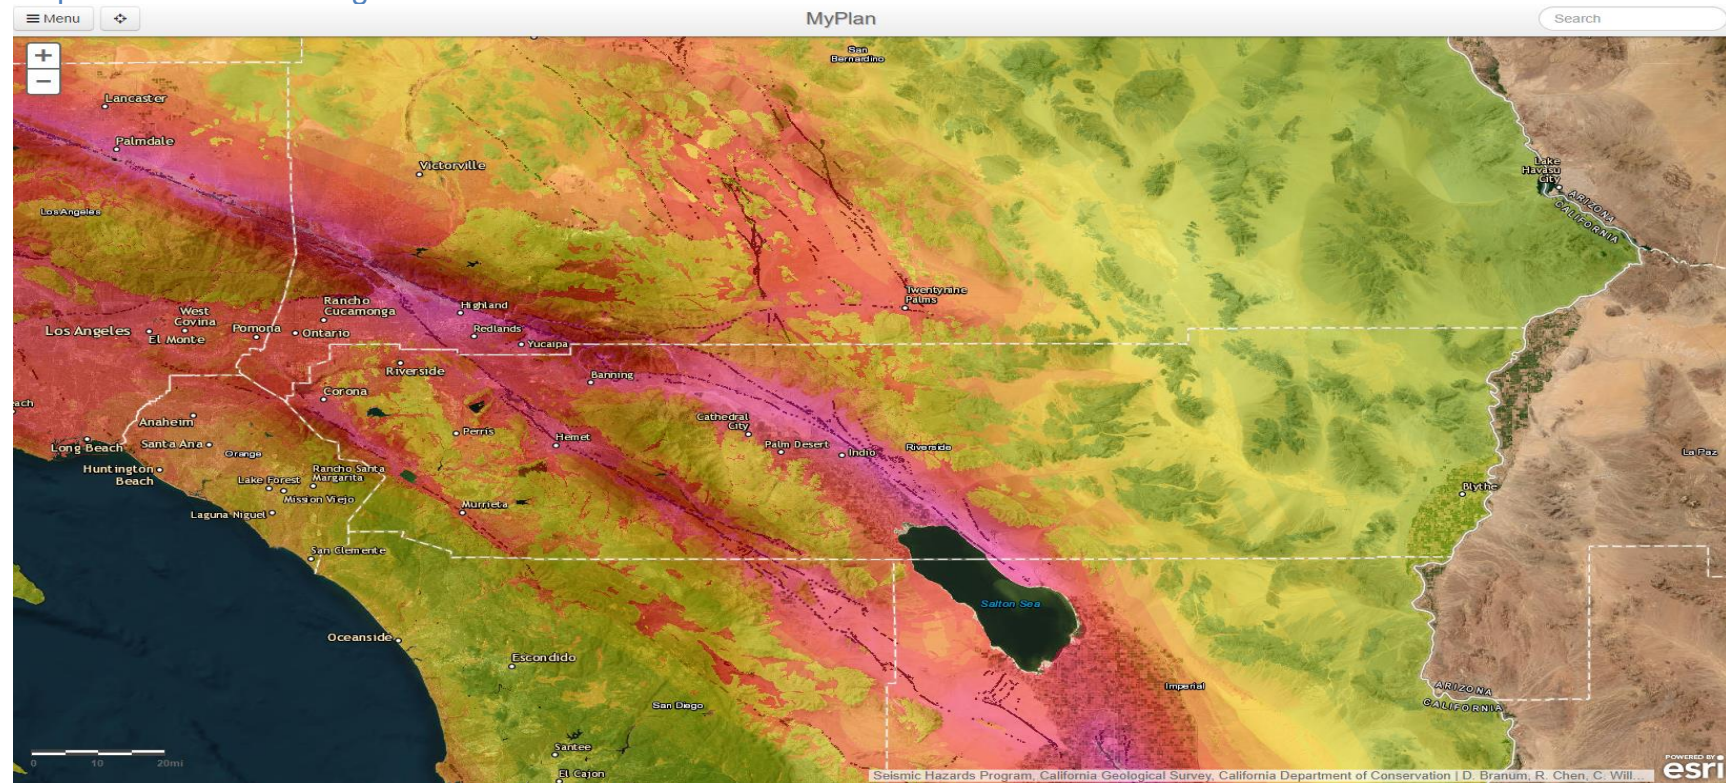 Menu
MyPlan
Search
+
−
San
Bernardino
Lancaster
Palmdale
Victorville
Los Angeles
Lake
Havasu
City
ARIZONA
CALIFORNIA
Twentynine
Palms
Rancho
Cucamonga
Highland
West
Covina
Los Angeles
El Monte
Pomona
Ontario
Redlands
Yucaipa
Riverside
Banning
Corona
ach
Anaheim
Cathedral
City
Perris
Hemet
Long Beach
Santa Ana
Orange
Palm Desert
Indio
Riverside
La Paz
Huntington
Beach
Lake Forest
Rancho Santa
Margarita
Mission Viejo
Blythe
Laguna Niguel
Murrieta
San Clemente
Salton Sea
Oceanside
Escondido
Imperial
ARIZONA
CALIFORNIA
San Diego
Santee
El Cajon
0 10 20mi
Seismic Hazards Program, California Geological Survey, California Department of Conservation | D. Branum, R. Chen, C. Will...
POWERED BY
esri